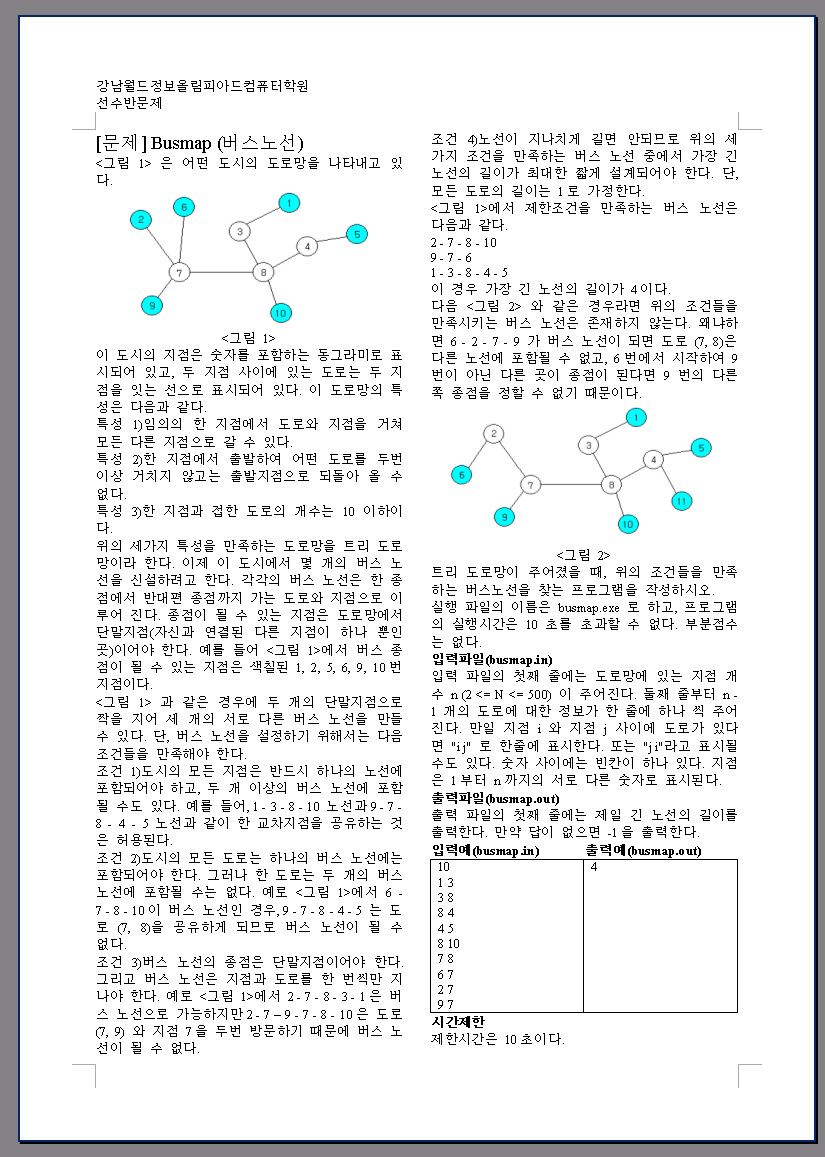 강남월드정보올림피아드컴퓨터학원
선수반문제
[문제] Busmap (버스노선)
<그림 1> 은 어떤 도시의 도로망을 나타내고 있
다.
1
6
2
3
5
4
7
8
9
10
<그림 1>
이 도시의 지점은 숫자를 포함하는 동그라미로 표
시되어 있고, 두 지점 사이에 있는 도로는 두 지
점을 잇는 선으로 표시되어 있다. 이 도로망의 특
성은 다음과 같다.
특성 1)임의의 한 지점에서 도로와 지점을 거쳐
모든 다른 지점으로 갈 수 있다.
특성 2)한 지점에서 출발하여 어떤 도로를 두번
이상 거치지 않고는 출발지점으로 되돌아 올 수
없다.
특성 3)한 지점과 접한 도로의 개수는 10 이하이
다.
위의 세가지 특성을 만족하는 도로망을 트리 도로
망이라 한다. 이제 이 도시에서 몇 개의 버스 노
선을 신설하려고 한다. 각각의 버스 노선은 한 종
점에서 반대편 종점까지 가는 도로와 지점으로 이
루어 진다. 종점이 될 수 있는 지점은 도로망에서
단말지점(자신과 연결된 다른 지점이 하나 뿐인
곳)이어야 한다. 예를 들어 <그림 1>에서 버스 종
점이 될 수 있는 지점은 색칠된 1, 2, 5, 6, 9, 10번
지점이다.
<그림 1> 과 같은 경우에 두 개의 단말지점으로
짝을 지어 세 개의 서로 다른 버스 노선을 만들
수 있다. 단, 버스 노선을 설정하기 위해서는 다음
조건들을 만족해야 한다.
조건 1)도시의 모든 지점은 반드시 하나의 노선에
포함되어야 하고, 두 개 이상의 버스 노선에 포함
될 수도 있다. 예를 들어, 1 - 3 - 8 - 10 노선과 9 - 7 -
8 - 4 - 5 노선과 같이 한 교차지점을 공유하는 것
은 허용된다.
조건 2)도시의 모든 도로는 하나의 버스 노선에는
포함되어야 한다. 그러나 한 도로는 두 개의 버스
노선에 포함될 수는 없다. 예로 <그림 1>에서 6 -
7 - 8 - 10 이 버스 노선인 경우, 9 - 7 - 8 - 4 - 5 는 도
로 (7, 8)을 공유하게 되므로 버스 노선이 될 수
없다.
조건 3)버스 노선의 종점은 단말지점이어야 한다.
그리고 버스 노선은 지점과 도로를 한 번씩만 지
나야 한다. 예로 <그림 1>에서 2 - 7 - 8 - 3 - 1 은 버
스 노선으로 가능하지만 2 - 7 – 9 - 7 - 8 - 10 은 도로
(7, 9) 와 지점 7 을 두번 방문하기 때문에 버스 노
선이 될 수 없다.
조건 4)노선이 지나치게 길면 안되므로 위의 세
가지 조건을 만족하는 버스 노선 중에서 가장 긴
노선의 길이가 최대한 짧게 설계되어야 한다. 단,
모든 도로의 길이는 1 로 가정한다.
<그림 1>에서 제한조건을 만족하는 버스 노선은
다음과 같다.
2 - 7 - 8 - 10
9 - 7 - 6
1 - 3 - 8 - 4 - 5
이 경우 가장 긴 노선의 길이가 4 이다.
다음 <그림 2> 와 같은 경우라면 위의 조건들을
만족시키는 버스 노선은 존재하지 않는다. 왜냐하
면 6 - 2 - 7 - 9 가 버스 노선이 되면 도로 (7, 8)은
다른 노선에 포함될 수 없고, 6 번에서 시작하여 9
번이 아닌 다른 곳이 종점이 된다면 9 번의 다른
쪽 종점을 정할 수 없기 때문이다.
1
2
3
5
4
6
7
8
11
9
10
<그림 2>
트리 도로망이 주어졌을 때, 위의 조건들을 만족
하는 버스노선을 찾는 프로그램을 작성하시오.
실행 파일의 이름은 busmap.exe 로 하고, 프로그램
의 실행시간은 10 초를 초과할 수 없다. 부분점수
는 없다.
입력파일(busmap.in)
입력 파일의 첫째 줄에는 도로망에 있는 지점 개
수 n (2 <= N <= 500) 이 주어진다. 둘째 줄부터 n -
1 개의 도로에 대한 정보가 한 줄에 하나 씩 주어
진다. 만일 지점 i 와 지점 j 사이에 도로가 있다
면 "i j" 로 한줄에 표시한다. 또는 "j i"라고 표시될
수도 있다. 숫자 사이에는 빈칸이 하나 있다. 지점
은 1 부터 n 까지의 서로 다른 숫자로 표시된다.
출력파일(busmap.out)
출력 파일의 첫째 줄에는 제일 긴 노선의 길이를
출력한다. 만약 답이 없으면 -1 을 출력한다.
입력예(busmap.in) 출력예(busmap.out)
10 4
1 3
3 8
8 4
4 5
8 10
7 8
6 7
2 7
9 7
시간제한
제한시간은 10 초이다.